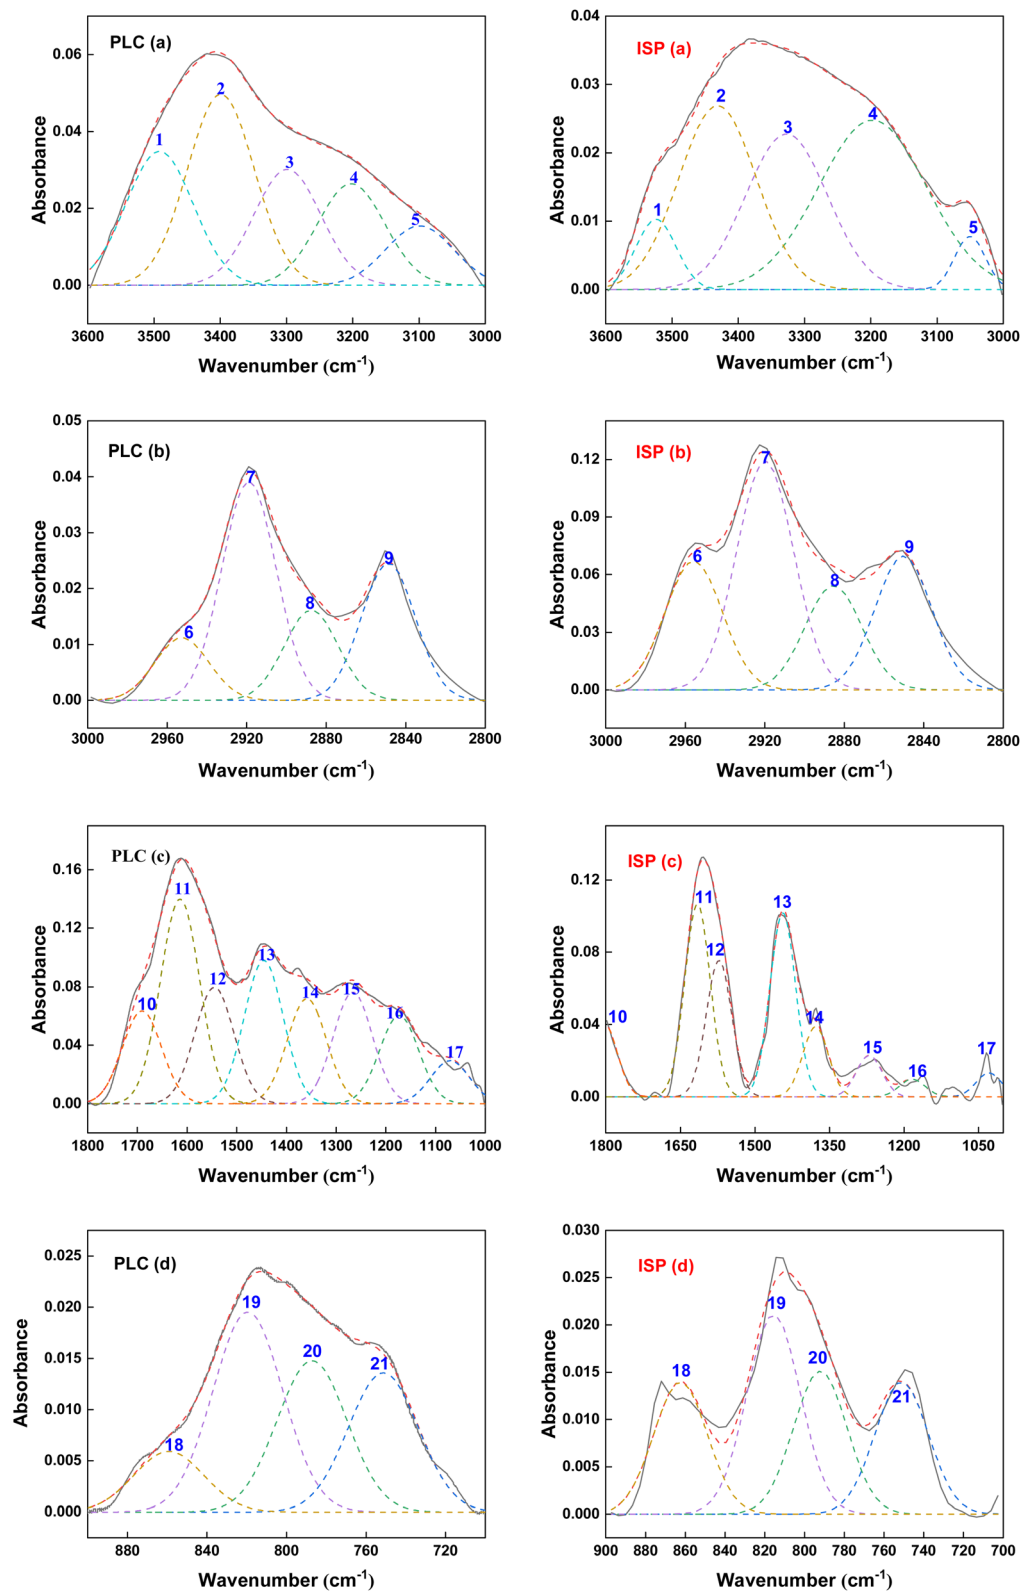 PLC (a)
Absorbance
0.06
0.04
0.02
0.00
1
2
3
4
5
3600 3500 3400 3300 3200 3100 3000
Wavenumber (cm-1)
ISP (a)
Absorbance
0.04
0.03
0.02
0.01
0.00
1
2
3
4
5
3600 3500 3400 3300 3200 3100 3000
Wavenumber (cm-1)
PLC (b)
Absorbance
0.05
0.04
0.03
0.02
0.01
0.00
6
7
8
9
3000 2960 2920 2880 2840 2800
Wavenumber (cm-1)
ISP (b)
Absorbance
0.12
0.09
0.06
0.03
0.00
6
7
8
9
3000 2960 2920 2880 2840 2800
Wavenumber (cm-1)
PLC (c)
Absorbance
0.16
0.12
0.08
0.04
0.00
10
11
12
13
14
15
16
17
1800 1700 1600 1500 1400 1300 1200 1100 1000
Wavenumber (cm-1)
ISP (c)
Absorbance
0.12
0.08
0.04
0.00
10
11
12
13
14
15
16
17
1800 1650 1500 1350 1200 1050
Wavenumber (cm-1)
PLC (d)
Absorbance
0.025
0.020
0.015
0.010
0.005
0.000
18
19
20
21
880 840 800 760 720
Wavenumber (cm-1)
ISP (d)
Absorbance
0.030
0.025
0.020
0.015
0.010
0.005
0.000
18
19
20
21
900 880 860 840 820 800 780 760 740 720 700
Wavenumber (cm-1)